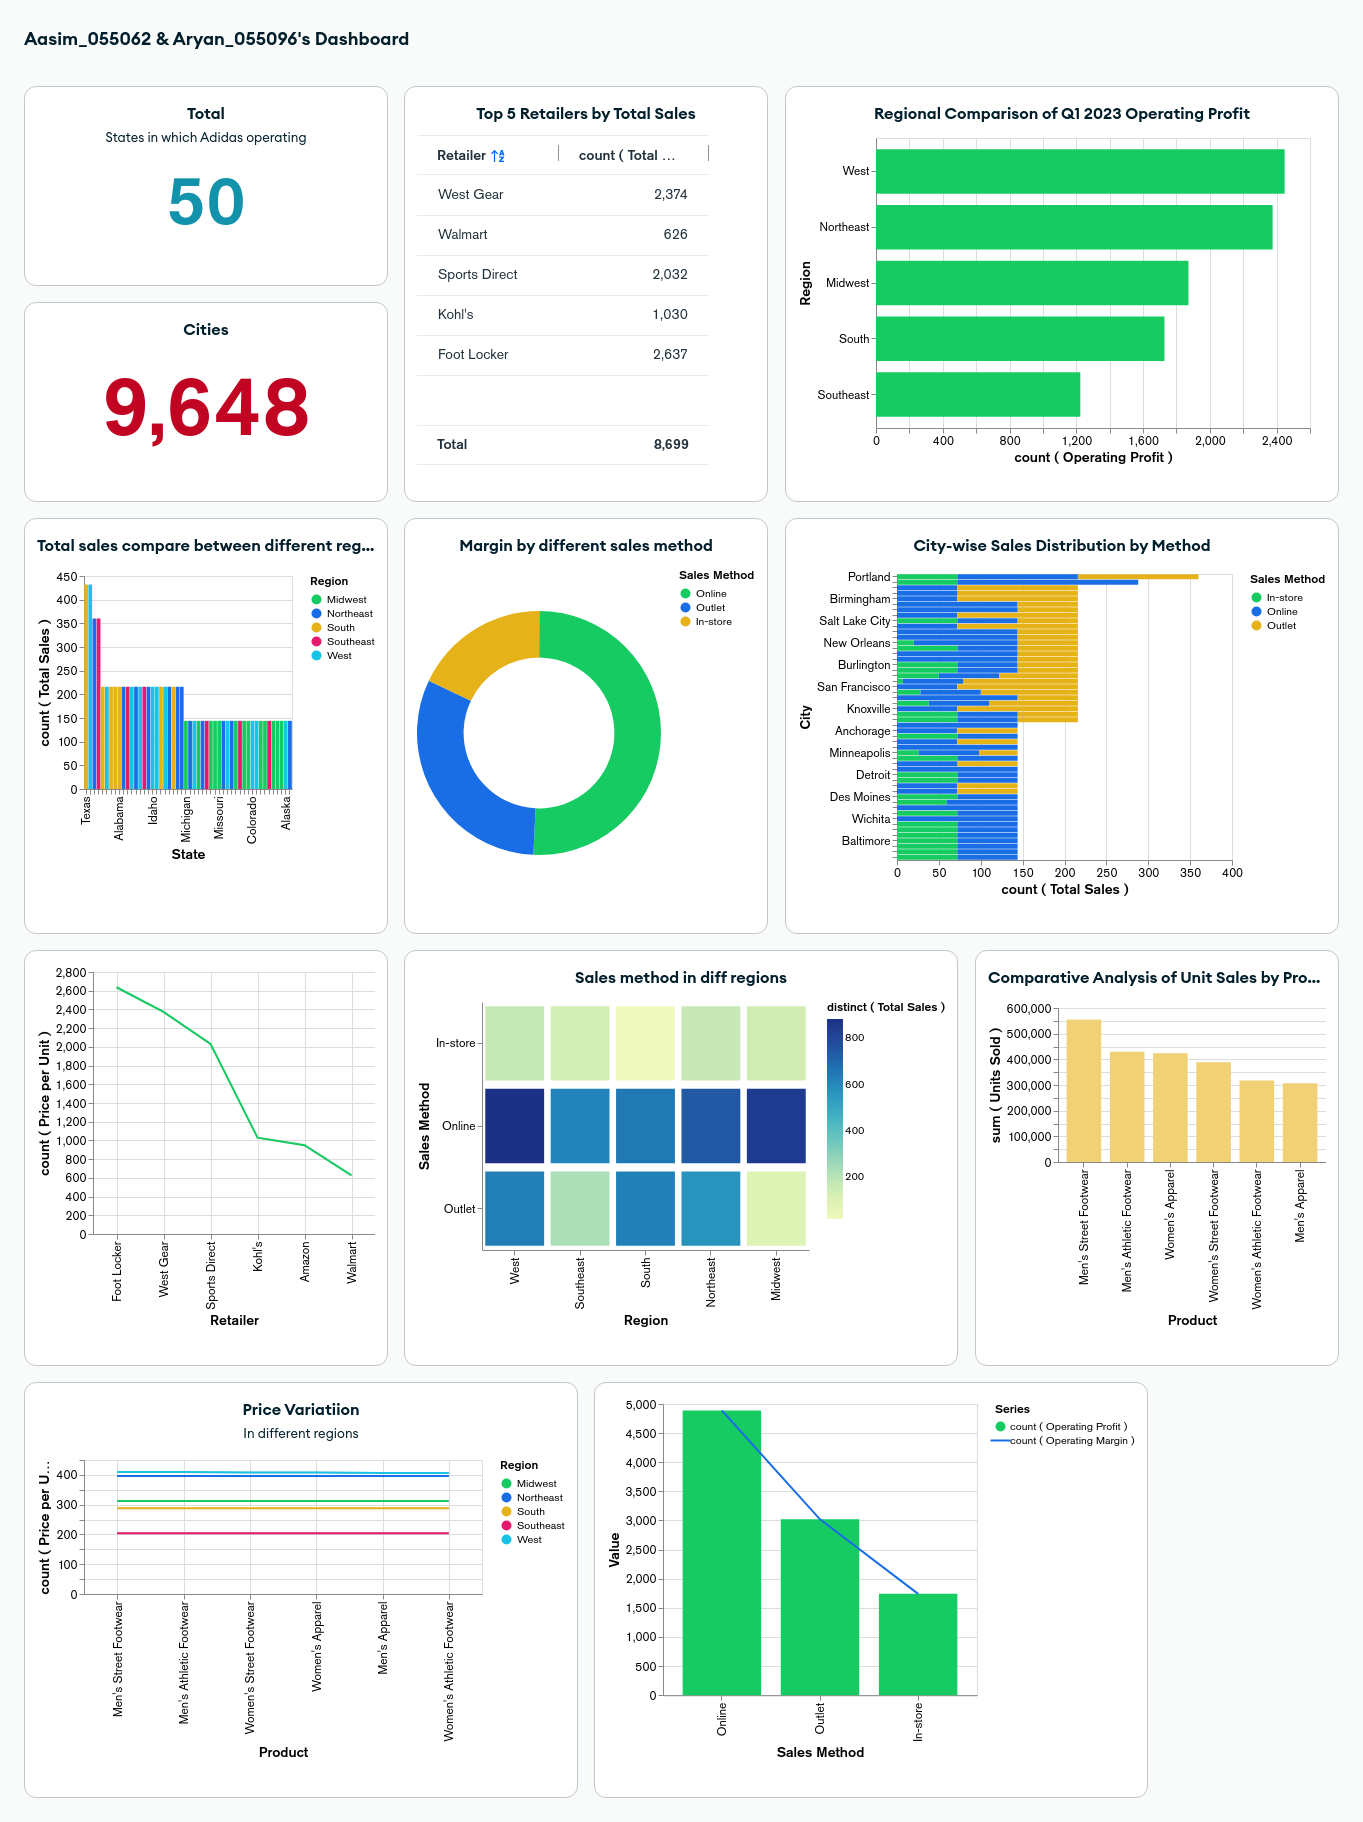 Aasim_055062 & Aryan_055096's Dashboard
Total
States in which Adidas operating
50
Cities
9,648
Top 5 Retailers by Total Sales
Retailer count ( Total ...
West Gear 2,374
Walmart 626
Sports Direct 2,032
Kohl's 1,030
Foot Locker 2,637
Total 8,699
Regional Comparison of Q1 2023 Operating Profit
Region
West
Northeast
Midwest
South
Southeast
0 400 800 1,200 1,600 2,000 2,400
count ( Operating Profit )
Total sales compare between different reg...
count ( Total Sales )
450
400
350
300
250
200
150
100
50
0
Texas Alabama Idaho Michigan Missouri Colorado Alaska
State
Region
Midwest
Northeast
South
Southeast
West
Margin by different sales method
Sales Method
Online
Outlet
In-store
City-wise Sales Distribution by Method
City
Portland
Birmingham
Salt Lake City
New Orleans
Burlington
San Francisco
Knoxville
Anchorage
Minneapolis
Detroit
Des Moines
Wichita
Baltimore
0 50 100 150 200 250 300 350 400
count ( Total Sales )
Sales Method
In-store
Online
Outlet
count ( Price per Unit )
2,800
2,600
2,400
2,200
2,000
1,800
1,600
1,400
1,200
1,000
800
600
400
200
0
Foot Locker West Gear Sports Direct Kohl's Amazon Walmart
Retailer
Sales method in diff regions
Sales Method
In-store
Online
Outlet
West Southeast South Northeast Midwest
Region
distinct ( Total Sales )
800
600
400
200
Comparative Analysis of Unit Sales by Pro...
sum ( Units Sold )
600,000
500,000
400,000
300,000
200,000
100,000
0
Men's Street Footwear Men's Athletic Footwear Women's Apparel Women's Street Footwear Women's Athletic Footwear Men's Apparel
Product
Price Variatiion
In different regions
count ( Price per U...
400
300
200
100
0
Men's Street Footwear Men's Athletic Footwear Women's Street Footwear Women's Apparel Men's Apparel Women's Athletic Footwear
Product
Region
Midwest
Northeast
South
Southeast
West
Value
5,000
4,500
4,000
3,500
3,000
2,500
2,000
1,500
1,000
500
0
Online Outlet In-store
Sales Method
Series
count ( Operating Profit )
count ( Operating Margin )